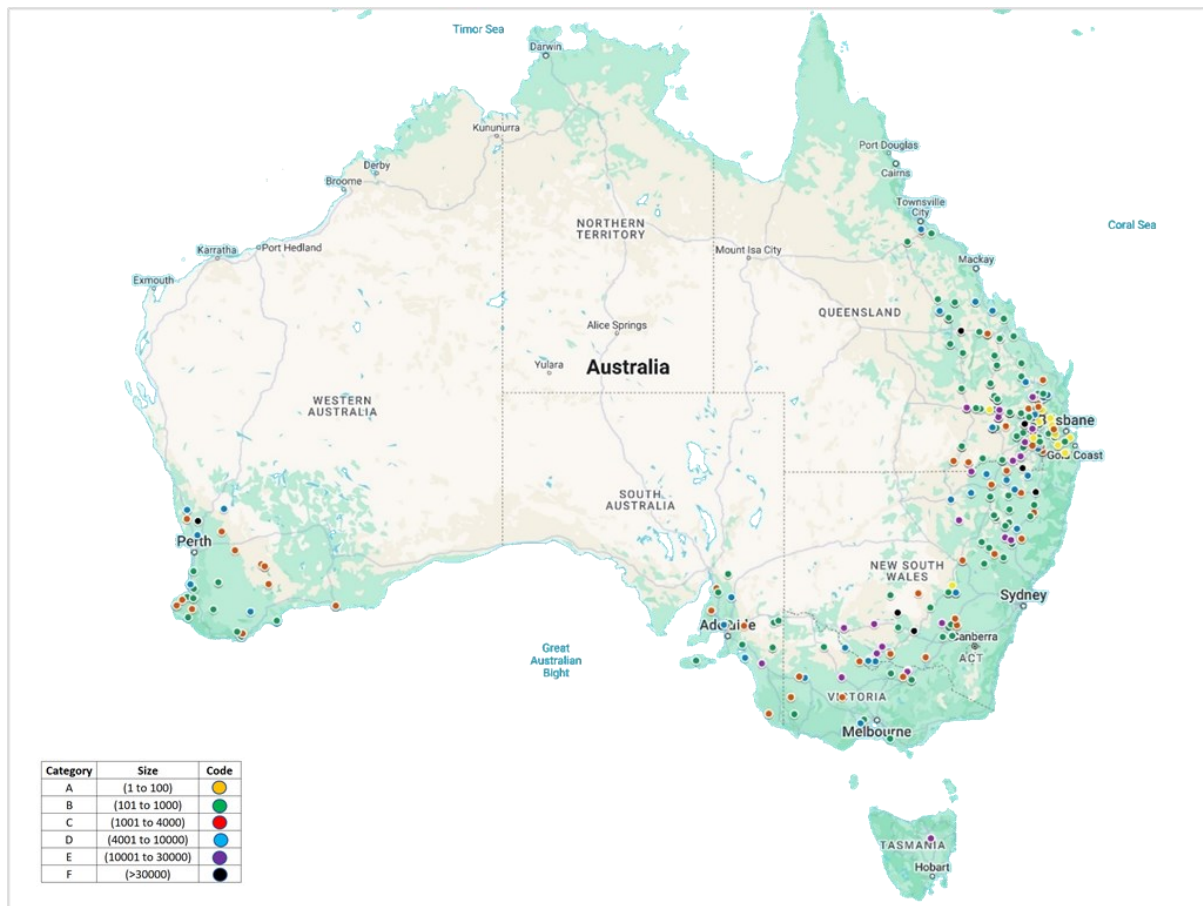 Timor Sea
Darwin
Kununurra
Port Douglas
Derby
Cairns
Broome
Townsville
City
NORTHERN
TERRITORY
Coral Sea
Karratha
Port Hedland
Mount Isa City
Mackay
Exmouth
QUEENSLAND
Alice Springs
Yulara
Australia
WESTERN
AUSTRALIA
Brisbane
Gold Coast
SOUTH
AUSTRALIA
Perth
NEW SOUTH
WALES
Sydney
Adelaide
Canberra
ACT
Great
Australian
Bight
VICTORIA
Melbourne
Category Size Code
A (1 to 100)
B (101 to 1000)
C (1001 to 4000)
D (4001 to 10000)
E (10001 to 30000)
F (>30000)
TASMANIA
Hobart